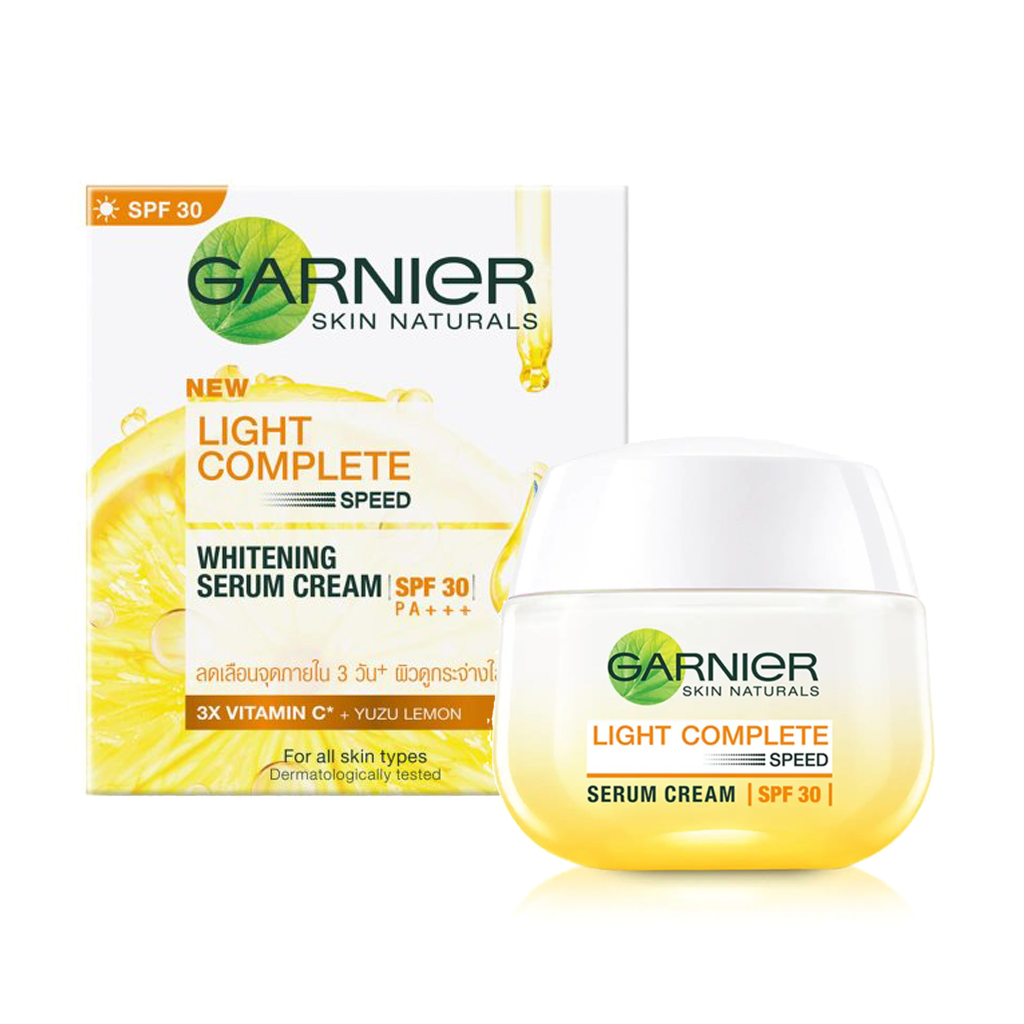 SPF 30
GARNIER
SKIN NATURALS
NEW
LIGHT
COMPLETE
SPEED
WHITENING
SERUM CREAM | SPF 30 |
PA+++
ลดเลือนจุดภายใน 3 วัน+ ผิวดูกระจ่างใ
3X VITAMIN C* + YUZU LEMON
For all skin types
Dermatologically tested
GARNIER
SKIN NATURALS
LIGHT COMPLETE
SPEED
SERUM CREAM | SPF 30 |